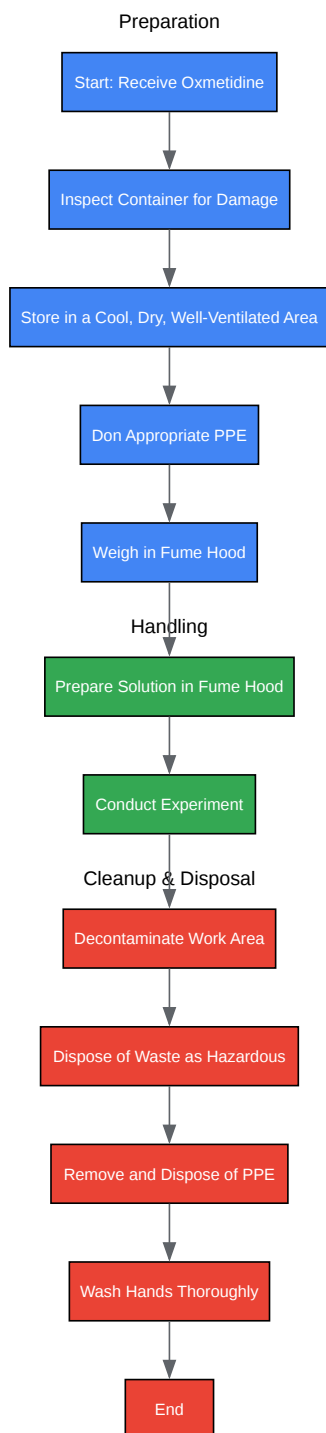 Preparation
Start: Receive Oxmetidine
Inspect Container for Damage
Store in a Cool, Dry, Well-Ventilated Area
Don Appropriate PPE
Weigh in Fume Hood
Handling
Prepare Solution in Fume Hood
Conduct Experiment
Cleanup & Disposal
Decontaminate Work Area
Dispose of Waste as Hazardous
Remove and Dispose of PPE
Wash Hands Thoroughly
End